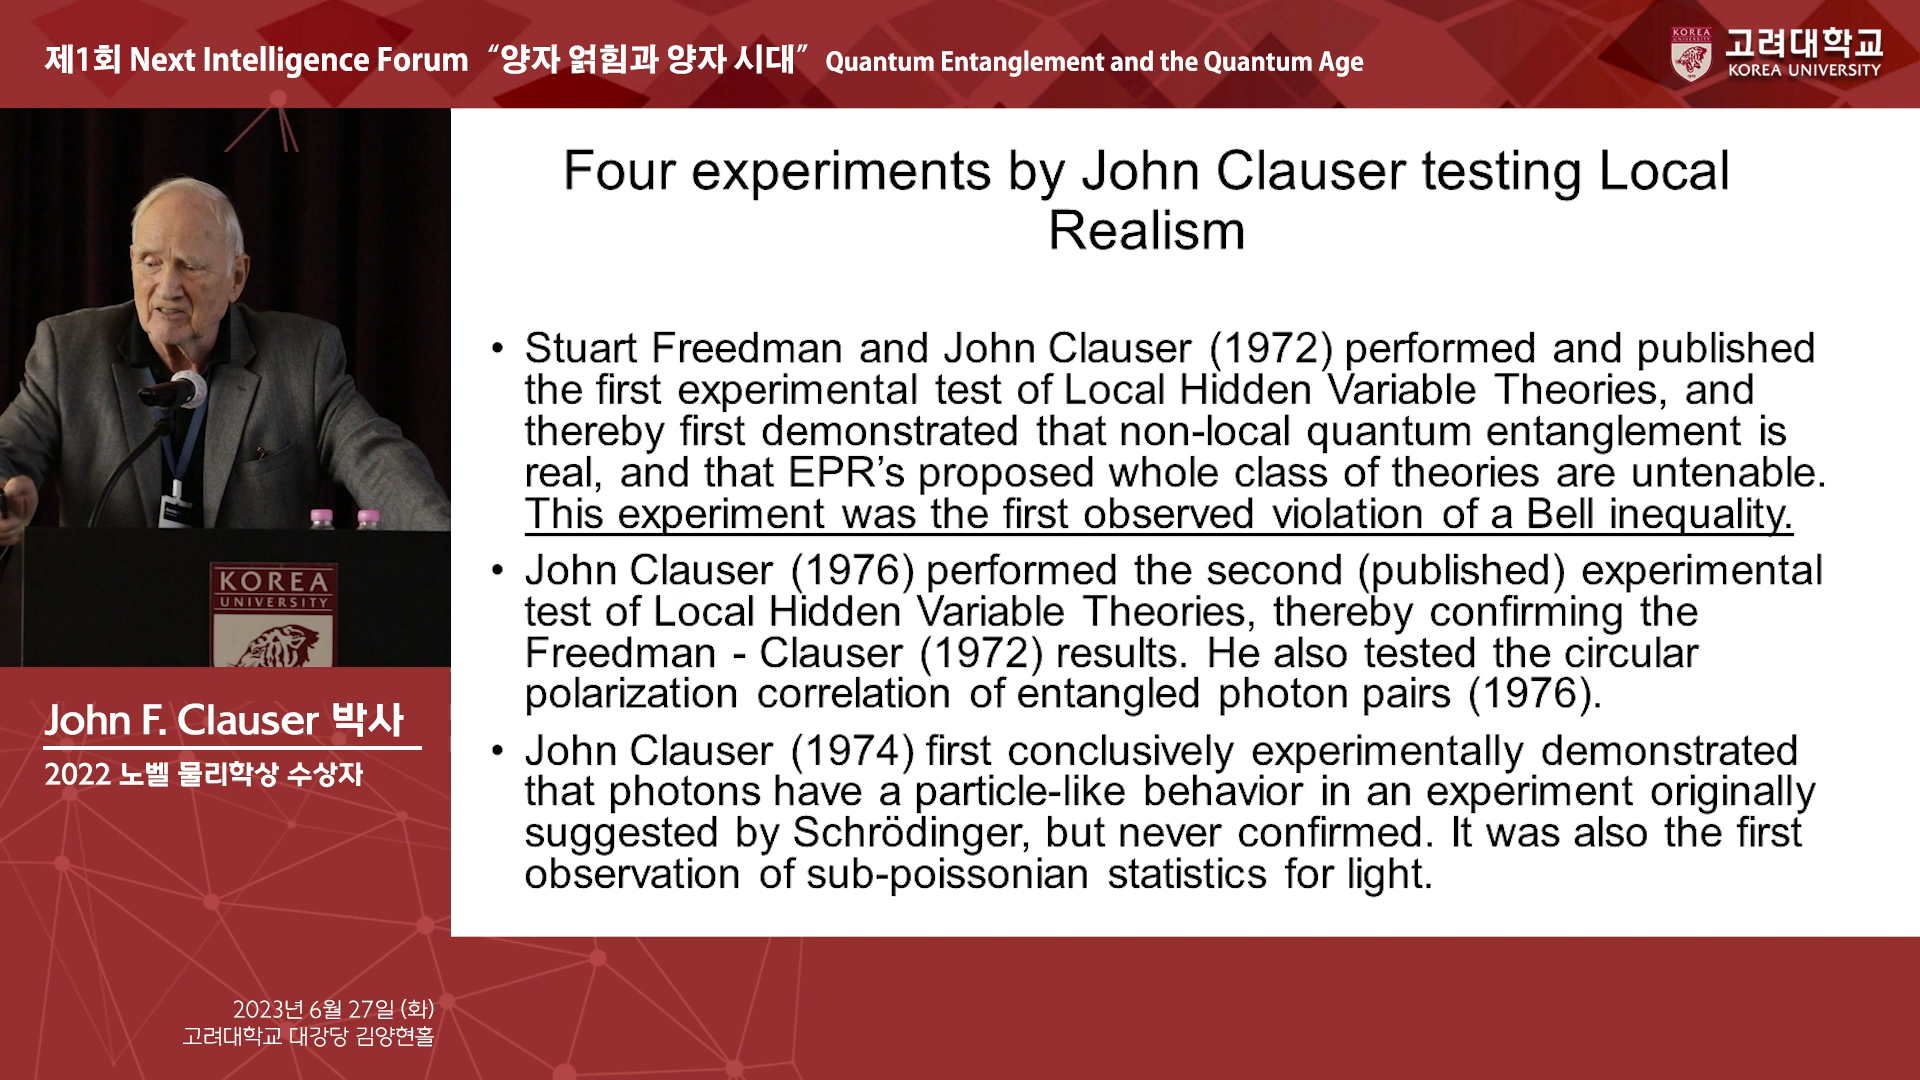 제1회 Next Intelligence Forum “양자 얽힘과 양자 시대” Quantum Entanglement and the Quantum Age
KOREA
UNIVERSITY
고려대학교
KOREA UNIVERSITY
Four experiments by John Clauser testing Local
Realism
• Stuart Freedman and John Clauser (1972) performed and published
the first experimental test of Local Hidden Variable Theories, and
thereby first demonstrated that non-local quantum entanglement is
real, and that EPR’s proposed whole class of theories are untenable.
This experiment was the first observed violation of a Bell inequality.
• John Clauser (1976) performed the second (published) experimental
test of Local Hidden Variable Theories, thereby confirming the
Freedman - Clauser (1972) results. He also tested the circular
polarization correlation of entangled photon pairs (1976).
• John Clauser (1974) first conclusively experimentally demonstrated
that photons have a particle-like behavior in an experiment originally
suggested by Schrödinger, but never confirmed. It was also the first
observation of sub-poissonian statistics for light.
KOREA
UNIVERSITY
John F. Clauser 박사
2022 노벨 물리학상 수상자
2023년 6월 27일 (화)
고려대학교 대강당 김양현홀